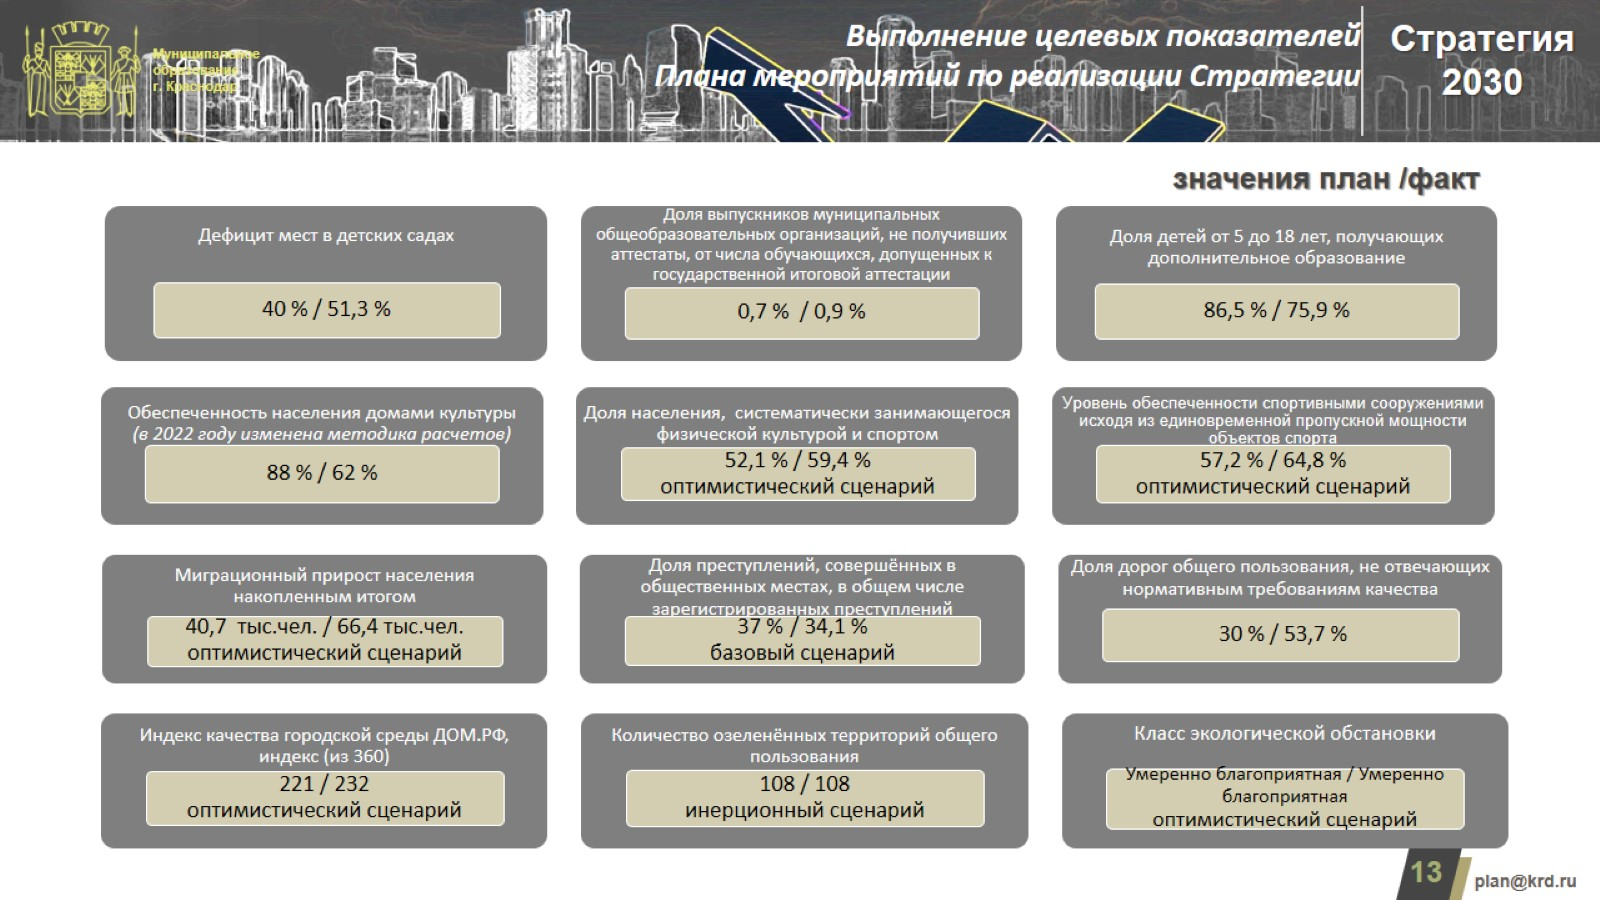 Муниципальное
образование
г. Краснодар
Выполнение целевых показателей
Плана мероприятий по реализации Стратегии
Стратегия
2030
значения план /факт
Дефицит мест в детских садах
40 % / 51,3 %
Доля выпускников муниципальных
общеобразовательных организаций, не получивших
аттестаты, от числа обучающихся, допущенных к
государственной итоговой аттестации
0,7 %  / 0,9 %
Доля детей от 5 до 18 лет, получающих
дополнительное образование
86,5 % / 75,9 %
Обеспеченность населения домами культуры
(в 2022 году изменена методика расчетов)
88 % / 62 %
Доля населения,  систематически занимающегося
физической культурой и спортом
52,1 % / 59,4 %
оптимистический сценарий
Уровень обеспеченности спортивными сооружениями
исходя из единовременной пропускной мощности
объектов спорта
57,2 % / 64,8 %
оптимистический сценарий
Миграционный прирост населения
накопленным итогом
40,7  тыс.чел. / 66,4 тыс.чел.
оптимистический сценарий
Доля преступлений, совершённых в
общественных местах, в общем числе
зарегистрированных преступлений
37 % / 34,1 %
базовый сценарий
Доля дорог общего пользования, не отвечающих
нормативным требованиям качества
30 % / 53,7 %
Индекс качества городской среды ДОМ.РФ,
индекс (из 360)
221 / 232
оптимистический сценарий
Количество озеленённых территорий общего
пользования
108 / 108
инерционный сценарий
Класс экологической обстановки
Умеренно благоприятная / Умеренно
благоприятная
оптимистический сценарий
13
plan@krd.ru